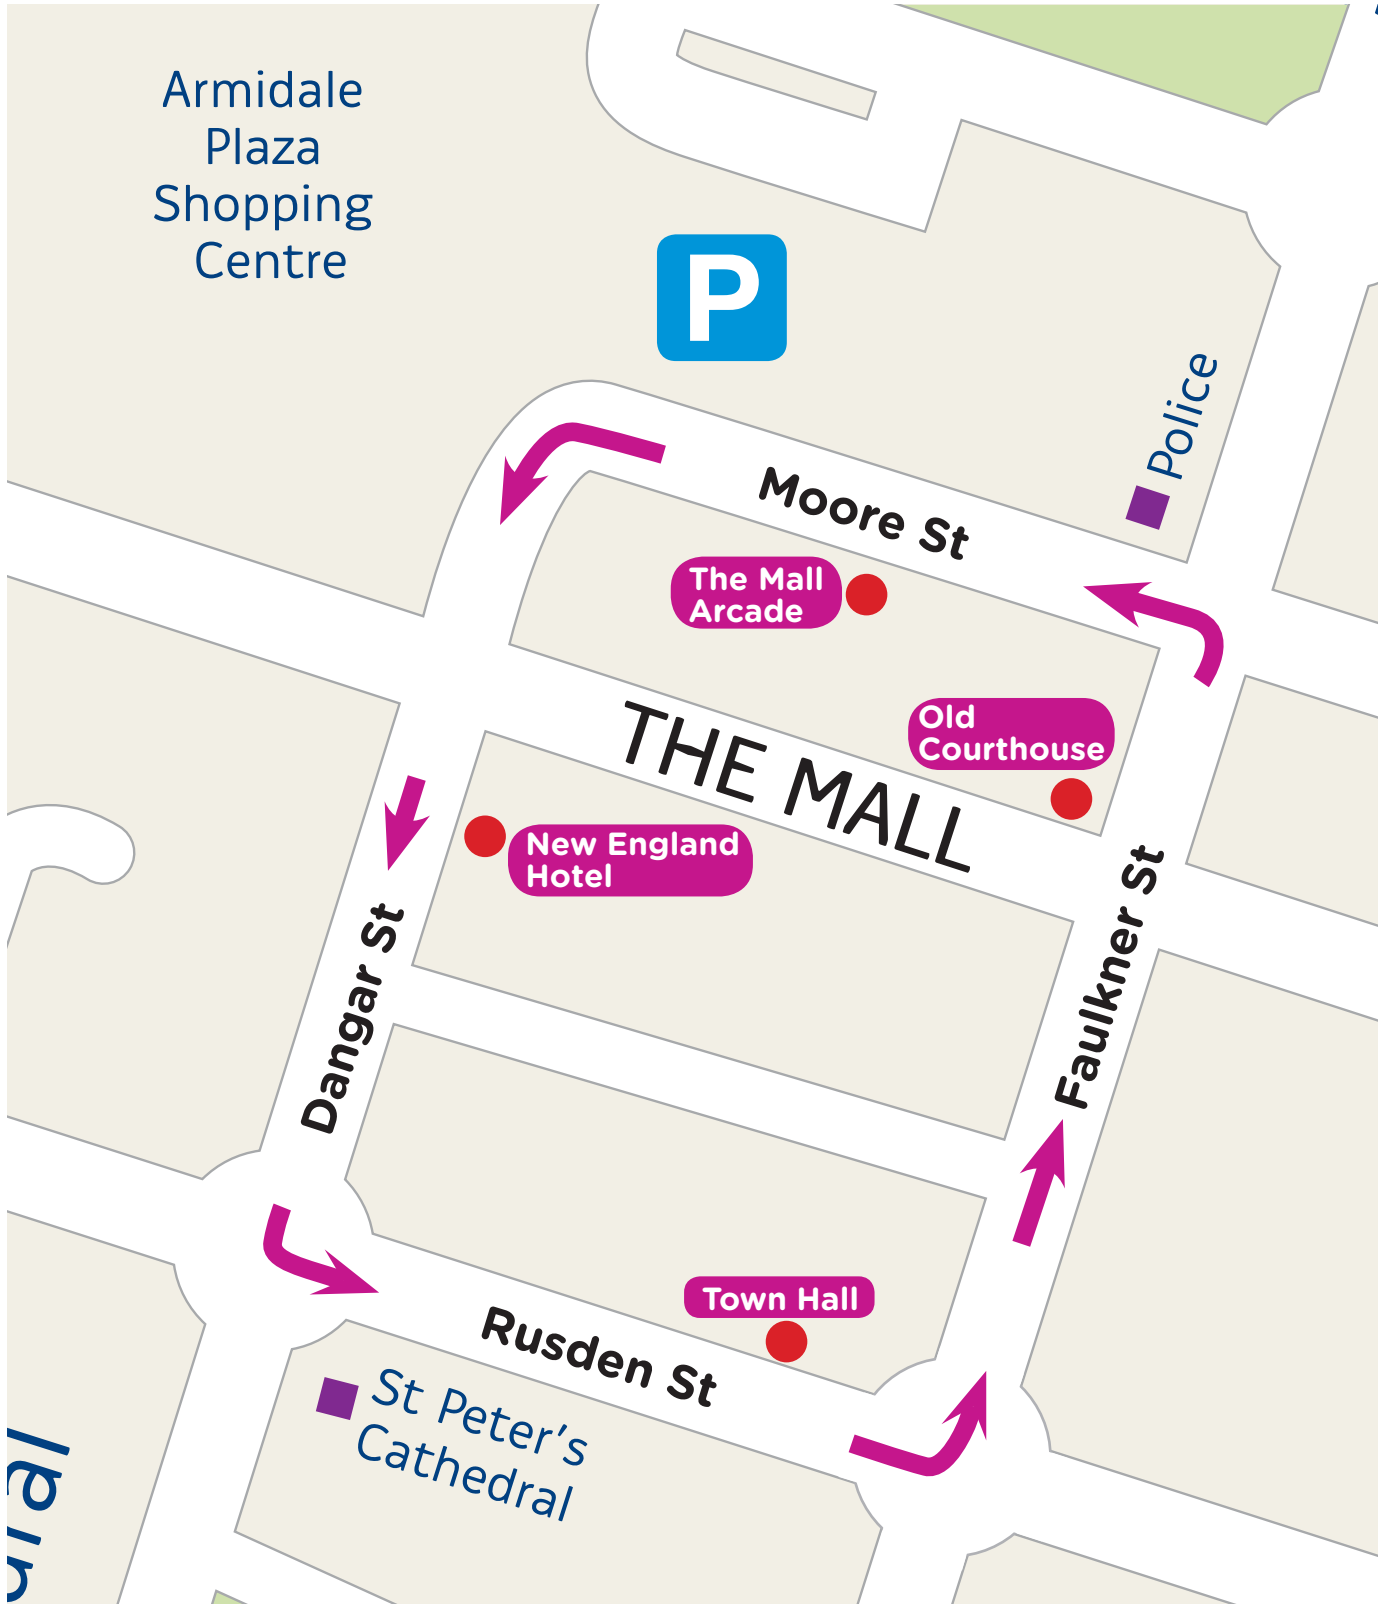 Armidale
Plaza
Shopping
Centre
P
Police
Moore St
The Mall
Arcade
Old
Courthouse
THE MALL
New England
Hotel
Faulkner St
Dangar St
Town Hall
Rusden St
St Peter's
Cathedral